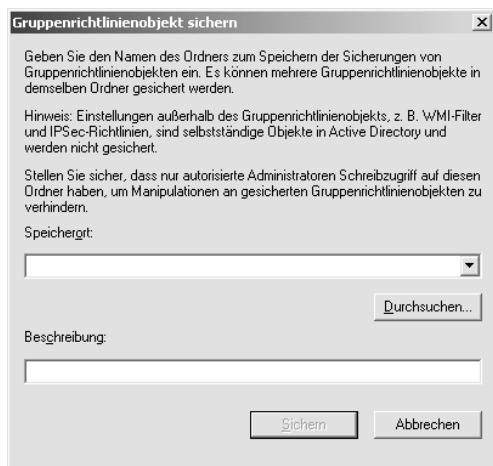 Gruppenrichtlinienobjekt sichern
Geben Sie den Namen des Ordners zum Speichern der Sicherungen von
Gruppenrichtlinienobjekten ein. Es können mehrere Gruppenrichtlinienobjekte in
demselben Ordner gesichert werden.
Hinweis: Einstellungen außerhalb des Gruppenrichtlinienobjekts, z. B. WMI-Filter
und IPSec-Richtlinien, sind selbstständige Objekte in Active Directory und
werden nicht gesichert.
Stellen Sie sicher, dass nur autorisierte Administratoren Schreibzugriff auf diesen
Ordner haben, um Manipulationen an gesicherten Gruppenrichtlinienobjekten zu
verhindern.
Speicherort:
Durchsuchen...
Beschreibung:
Sichern
Abbrechen